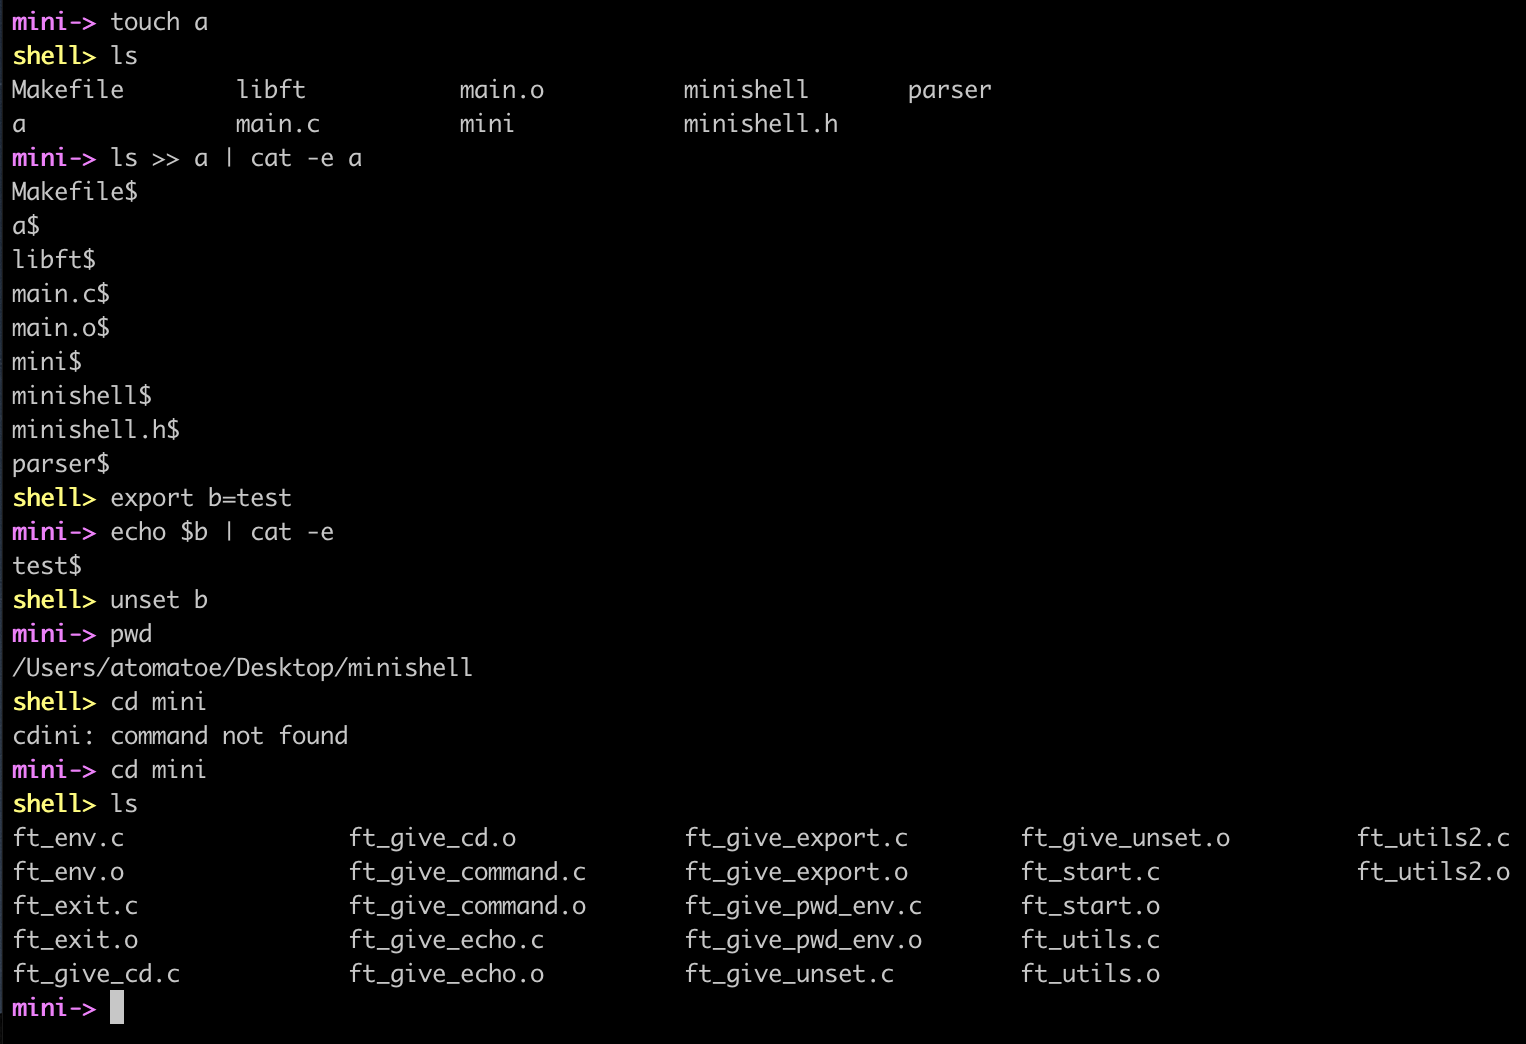 mini-> touch a
shell> ls
Makefile        libft           main.o          minishell       parser
a               main.c          mini            minishell.h
mini-> ls >> a | cat -e a
Makefile$
a$
libft$
main.c$
main.o$
mini$
minishell$
minishell.h$
parser$
shell> export b=test
mini-> echo $b | cat -e
test$
shell> unset b
mini-> pwd
/Users/atomatoe/Desktop/minishell
shell> cd mini
cdini: command not found
mini-> cd mini
shell> ls
ft_env.c                ft_give_cd.o            ft_give_export.c        ft_give_unset.o         ft_utils2.c
ft_env.o                ft_give_command.c       ft_give_export.o        ft_start.c              ft_utils2.o
ft_exit.c               ft_give_command.o       ft_give_pwd_env.c       ft_start.o
ft_exit.o               ft_give_echo.c          ft_give_pwd_env.o       ft_utils.c
ft_give_cd.c            ft_give_echo.o          ft_give_unset.c         ft_utils.o
mini->